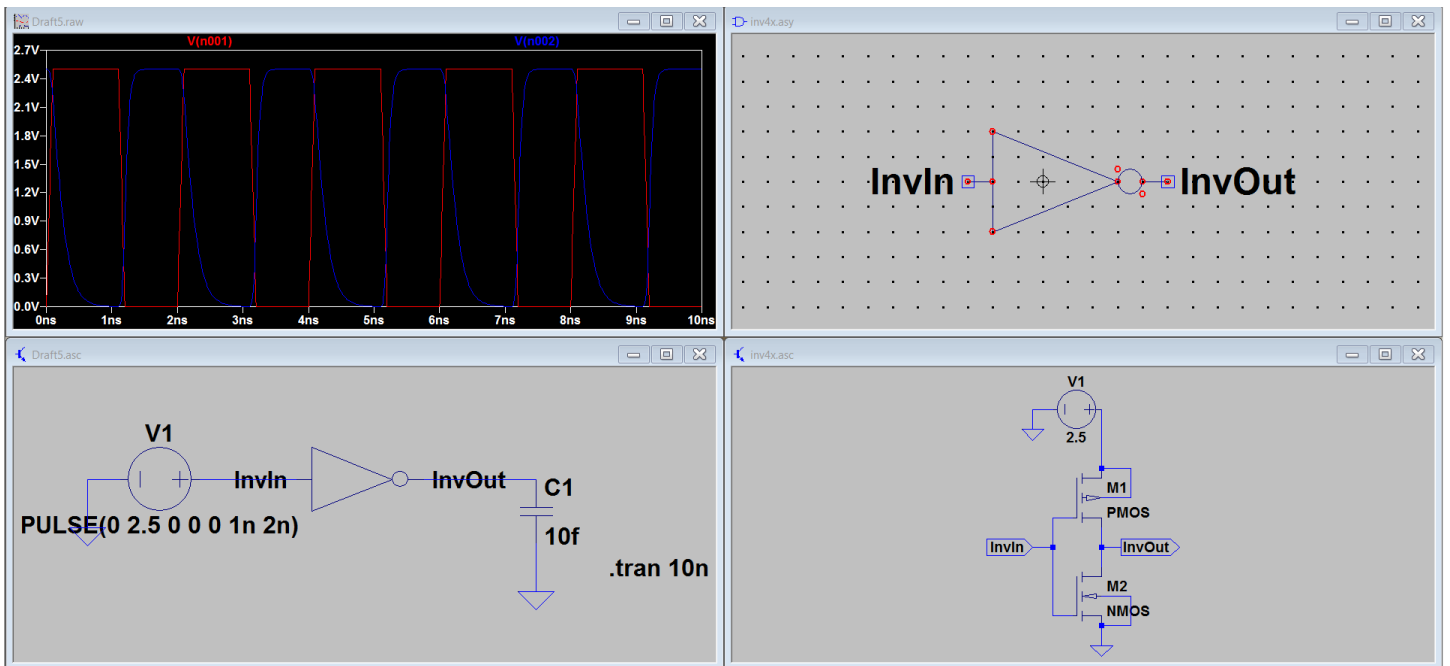 Draft5.raw
V(n001) V(n002)
2.7V
2.4V
2.1V
1.8V
1.5V
1.2V
0.9V
0.6V
0.3V
0.0V
0ns 1ns 2ns 3ns 4ns 5ns 6ns 7ns 8ns 9ns 10ns
inv4x.asy
InvIn InvOut
Draft5.asc
V1
InvIn InvOut C1
PULSE(0 2.5 0 0 0 1n 2n)
10f
.tran 10n
inv4x.asc
V1
2.5
M1
PMOS
InvIn InvOut
M2
NMOS